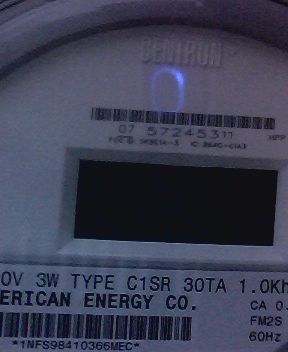 CENTRON
07 57245311
0V 3W TYPE C1SR 30TA 1.0Kh
ERICAN ENERGY CO.
CA 0.
FM2S
60Hz
*1NFS98410366MEC*